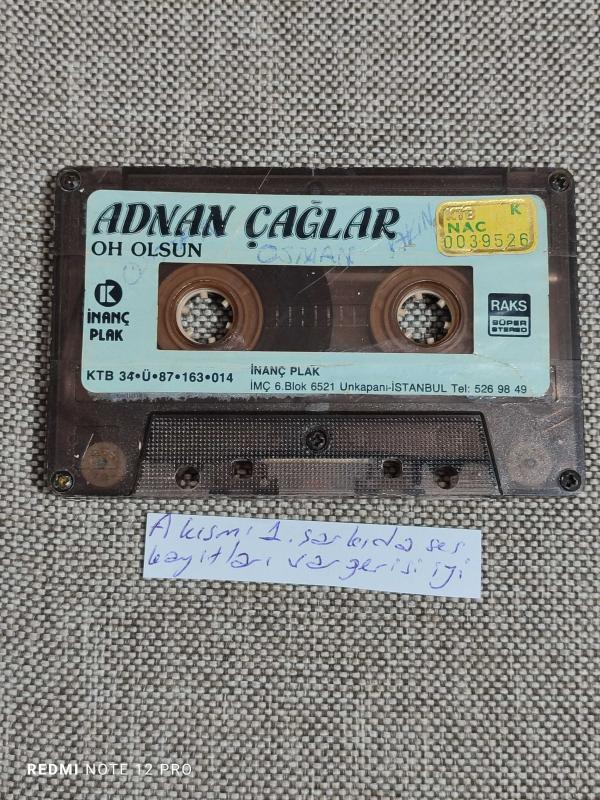 ADNAN ÇAĞLAR
OH OLSUN
OSMAN
KTB K
NAC
0039526
İNANÇ
PLAK
RAKS
SÜPER
STEREO
KTB 34•Ü•87•163•014
İNANÇ PLAK
İMÇ 6.Blok 6521 Unkapanı-İSTANBUL Tel: 526 98 49
A kısmı 1. şarkıda ses
kayıtları var gerisi iyi
REDMI NOTE 12 PRO